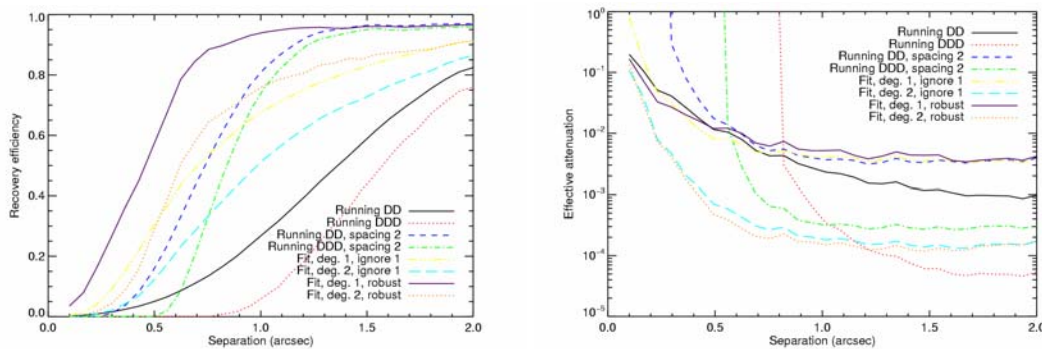 1.0
0.8
0.6
0.4
0.2
0.0
Recovery efficiency
Running DD
Running DDD
Running DD, spacing 2
Running DDD, spacing 2
Fit, deg. 1, ignore 1
Fit, deg. 2, ignore 1
Fit, deg. 1, robust
Fit, deg. 2, robust
0.0 0.5 1.0 1.5 2.0
Separation (arcsec)
10^0
10^-1
10^-2
10^-3
10^-4
10^-5
Effective attenuation
Running DD
Running DDD
Running DD, spacing 2
Running DDD, spacing 2
Fit, deg. 1, ignore 1
Fit, deg. 2, ignore 1
Fit, deg. 1, robust
Fit, deg. 2, robust
0.0 0.5 1.0 1.5 2.0
Separation (arcsec)